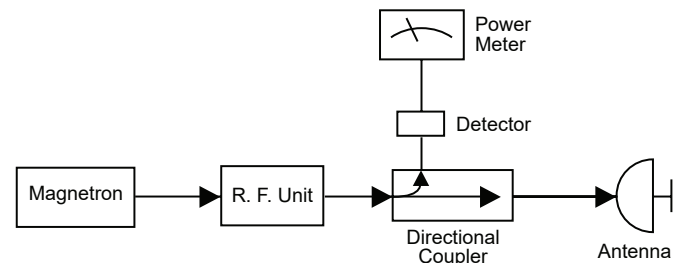 Power
Meter
Detector
Magnetron
R. F. Unit
Directional
Coupler
Antenna